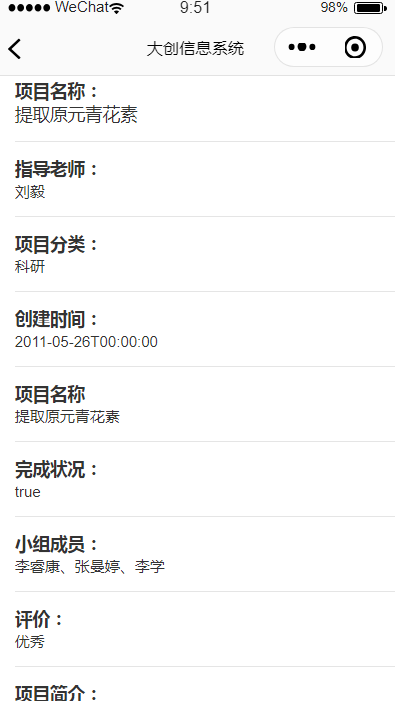 WeChat 9:51 98%
大创信息系统
项目名称：
提取原元青花素
指导老师：
刘毅
项目分类：
科研
创建时间：
2011-05-26T00:00:00
项目名称
提取原元青花素
完成状况：
true
小组成员：
李睿康、张曼婷、李学
评价：
优秀
项目简介：